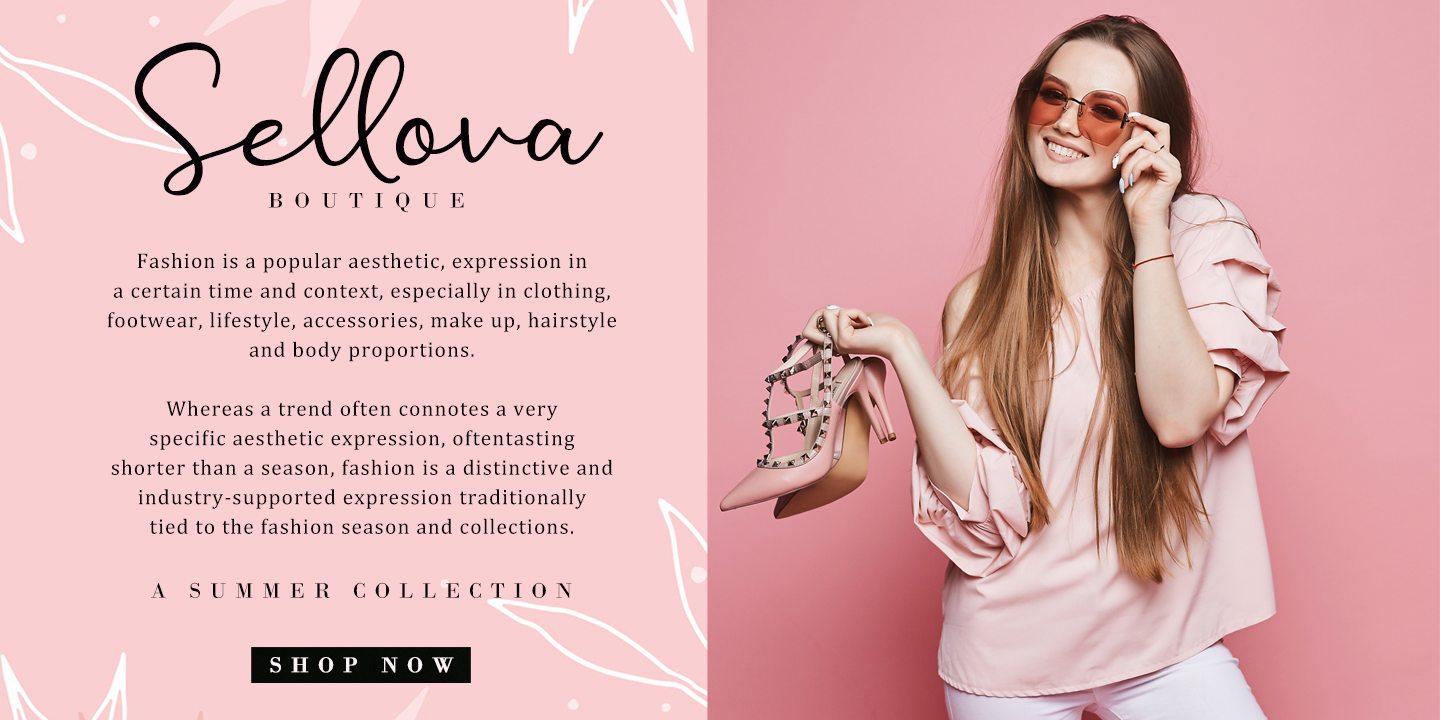 Sellova
BOUTIQUE
Fashion is a popular aesthetic, expression in
a certain time and context, especially in clothing,
footwear, lifestyle, accessories, make up, hairstyle
and body proportions.
Whereas a trend often connotes a very
specific aesthetic expression, oftentasting
shorter than a season, fashion is a distinctive and
industry-supported expression traditionally
tied to the fashion season and collections.
A SUMMER COLLECTION
SHOP NOW